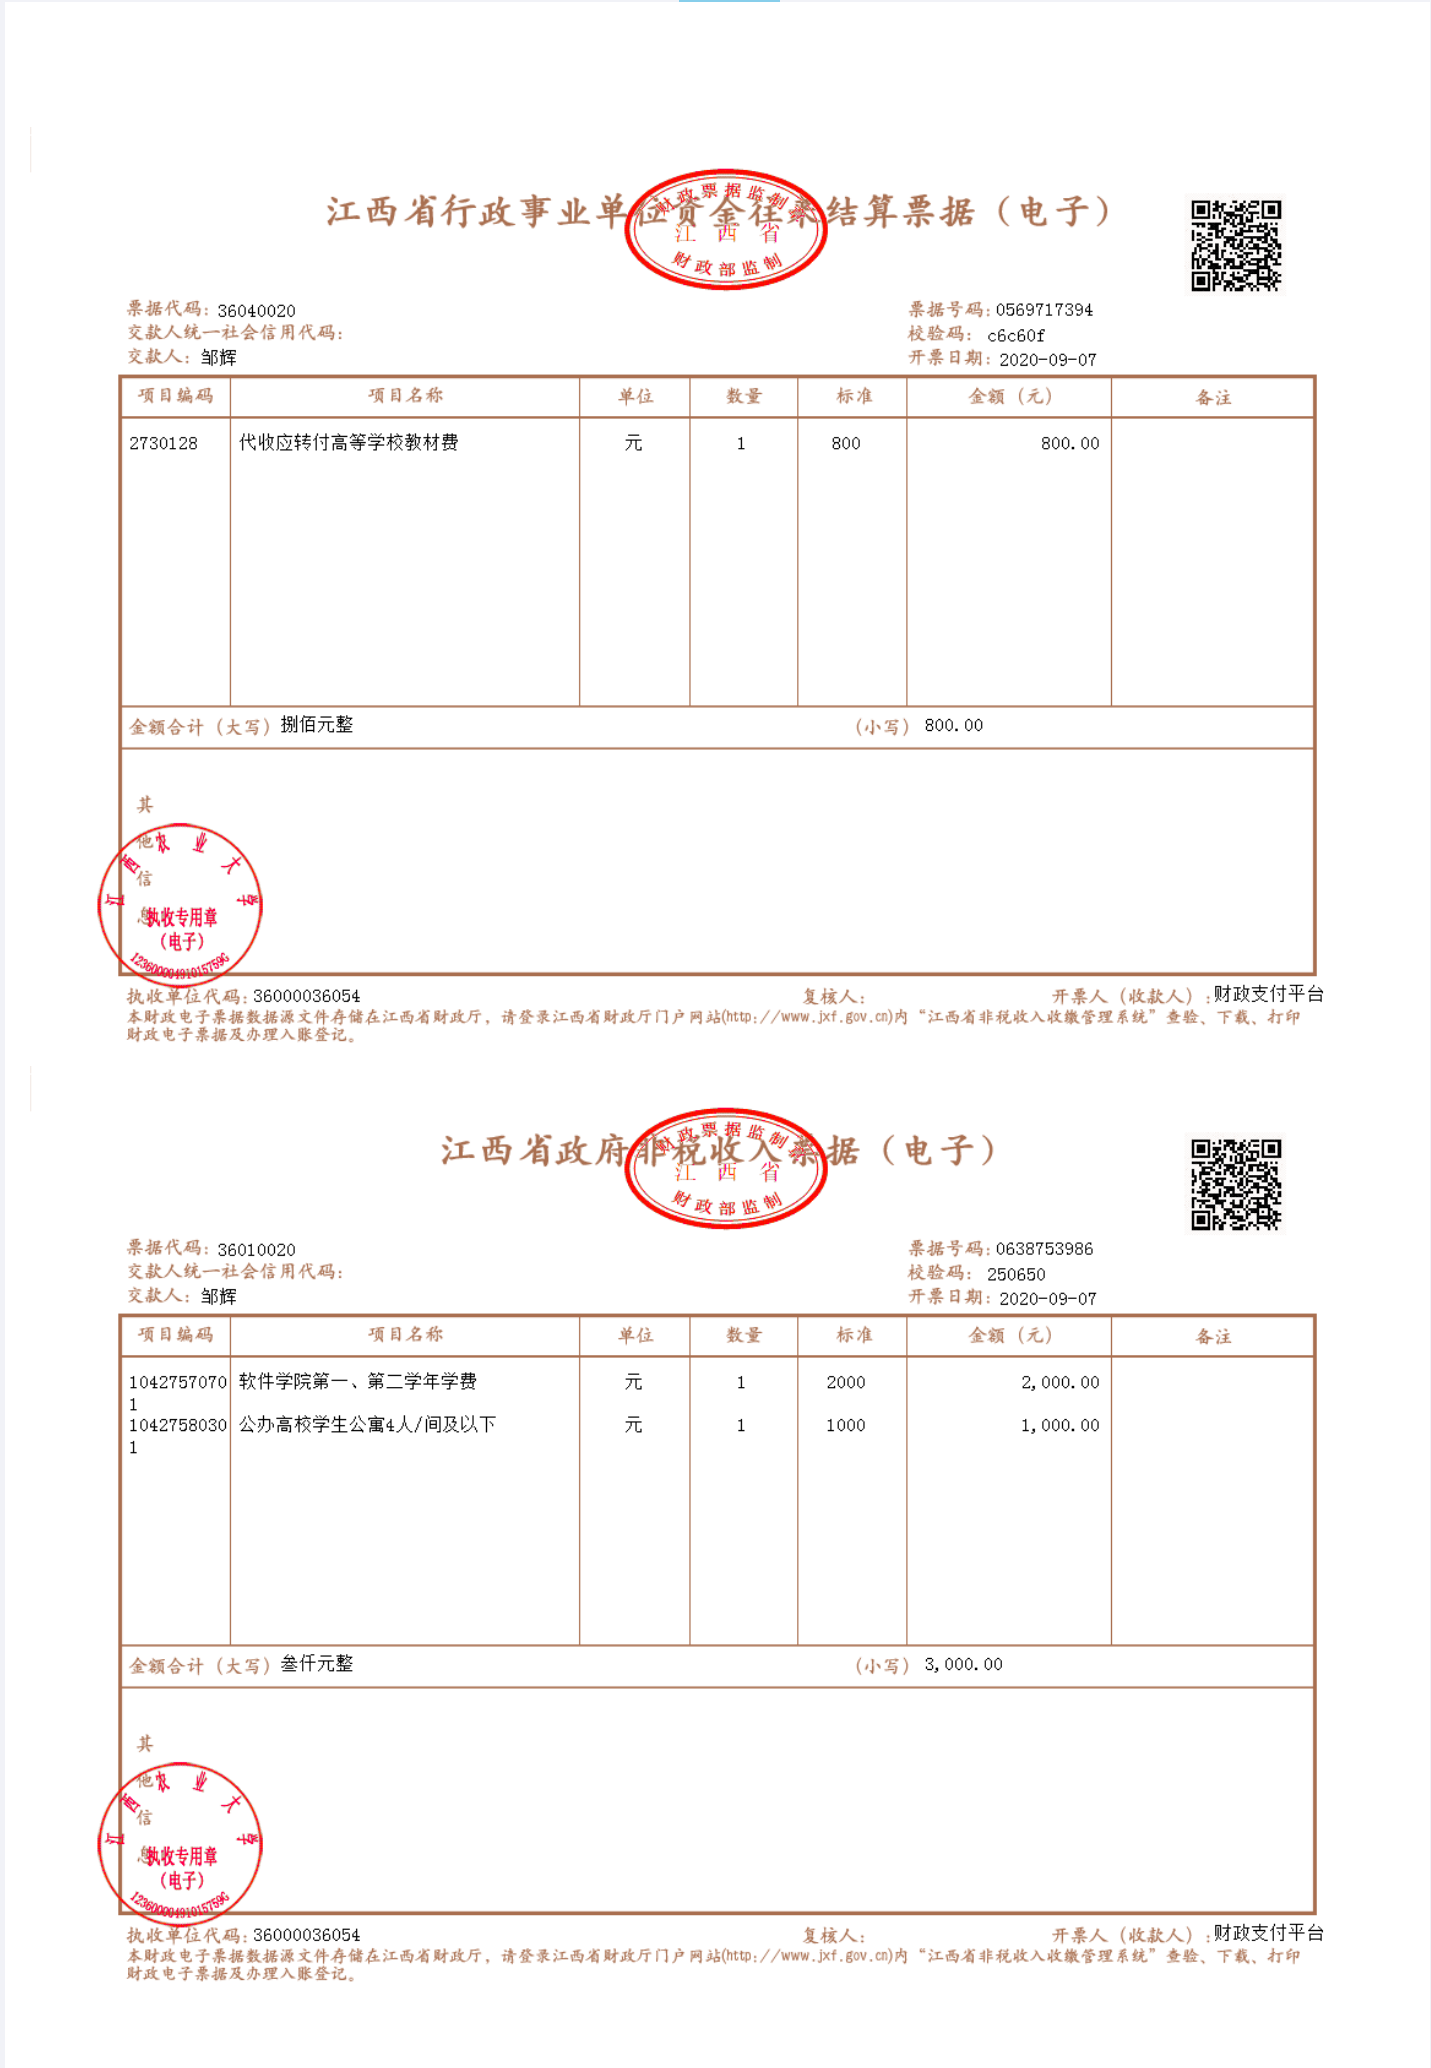 江西省行政事业单位资金往来结算票据（电子）
财政票据监制章
江 西 省
财政部监制
票据代码：36040020
票据号码：0569717394
交款人统一社会信用代码：
校验码： c6c60f
交款人：邹辉
开票日期：2020-09-07
项目编码 项目名称 单位 数量 标准 金额（元） 备注
2730128 代收应转付高等学校教材费 元 1 800 800.00
金额合计（大写）捌佰元整 （小写）800.00
其他信息
江西农业大学
执收专用章
（电子）
12360000491015759G
执收单位代码：36000036054 复核人： 开票人（收款人）：财政支付平台
本财政电子票据数据源文件存储在江西省财政厅，请登录江西省财政厅门户网站(http://www.jxf.gov.cn)内“江西省非税收入收缴管理系统”查验、下载、打印
财政电子票据及办理入账登记。
江西省政府非税收入票据（电子）
财政票据监制章
江 西 省
财政部监制
票据代码：36010020
票据号码：0638753986
交款人统一社会信用代码：
校验码： 250650
交款人：邹辉
开票日期：2020-09-07
项目编码 项目名称 单位 数量 标准 金额（元） 备注
1042757070 软件学院第一、第二学年学费 元 1 2000 2,000.00
1
1042758030 公办高校学生公寓4人/间及以下 元 1 1000 1,000.00
1
金额合计（大写）叁仟元整 （小写）3,000.00
其他信息
江西农业大学
执收专用章
（电子）
12360000491015759G
执收单位代码：36000036054 复核人： 开票人（收款人）：财政支付平台
本财政电子票据数据源文件存储在江西省财政厅，请登录江西省财政厅门户网站(http://www.jxf.gov.cn)内“江西省非税收入收缴管理系统”查验、下载、打印
财政电子票据及办理入账登记。